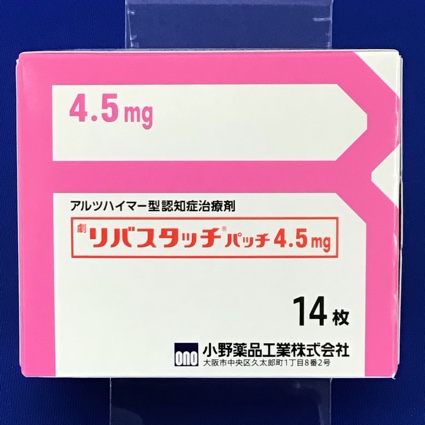 4.5mg
アルツハイマー型認知症治療剤
劇 リバスタッチ®パッチ4.5mg
14枚
ono 小野薬品工業株式会社
大阪市中央区久太郎町1丁目8番2号